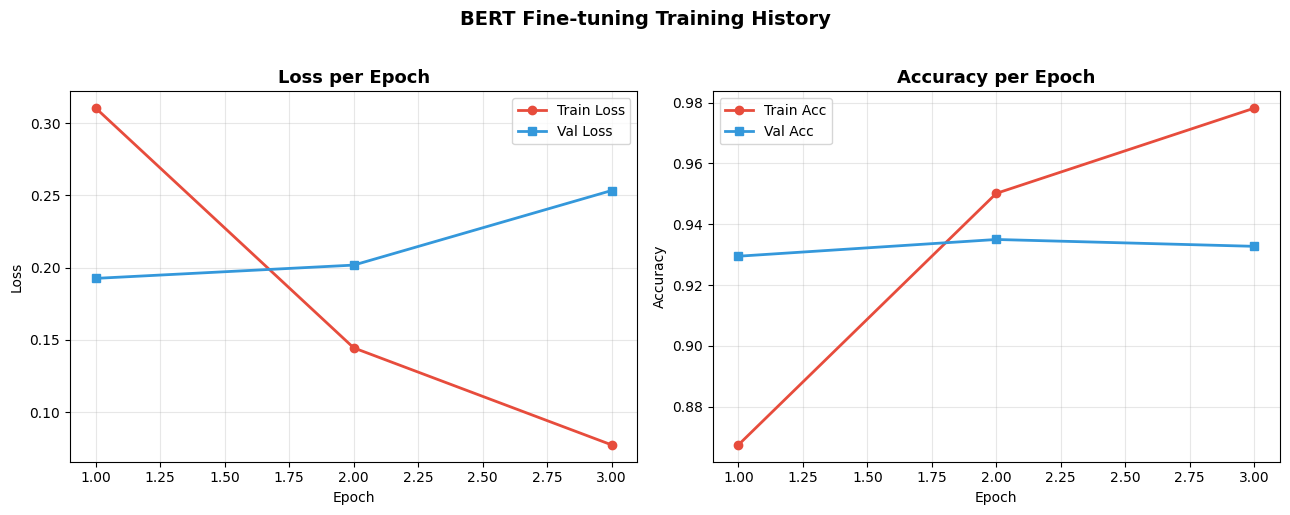 BERT Fine-tuning Training History
Loss per Epoch
Train Loss
Val Loss
0.30
0.25
0.20
0.15
0.10
Loss
1.00 1.25 1.50 1.75 2.00 2.25 2.50 2.75 3.00
Epoch
Accuracy per Epoch
Train Acc
Val Acc
0.98
0.96
0.94
0.92
0.90
0.88
Accuracy
1.00 1.25 1.50 1.75 2.00 2.25 2.50 2.75 3.00
Epoch